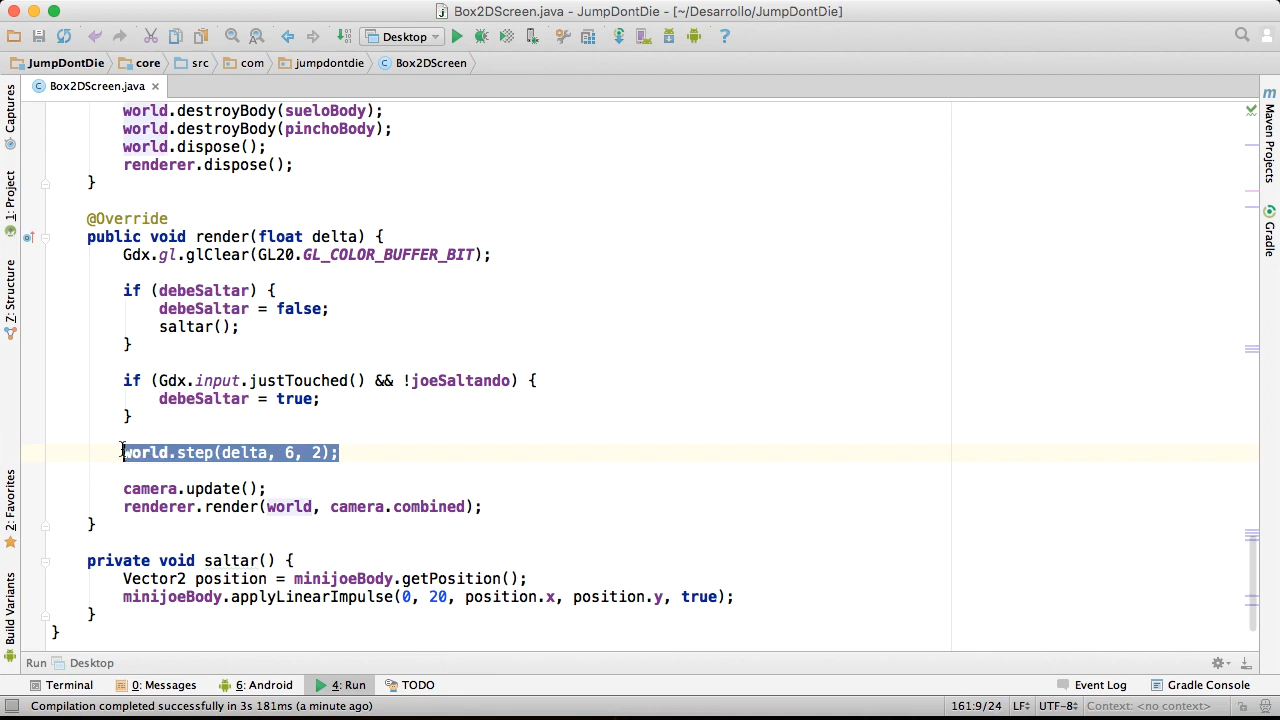 Box2DScreen.java - JumpDontDie - [~/Desarrollo/JumpDontDie]
Desktop
JumpDontDie
core
src
com
jumpdontdie
Box2DScreen
Box2DScreen.java
Captures
1: Project
Z: Structure
2: Favorites
Build Variants
Maven Projects
Gradle
world.destroyBody(sueloBody);
world.destroyBody(pinchoBody);
world.dispose();
renderer.dispose();
}
@Override
public void render(float delta) {
Gdx.gl.glClear(GL20.GL_COLOR_BUFFER_BIT);
if (debeSaltar) {
debeSaltar = false;
saltar();
}
if (Gdx.input.justTouched() && !joeSaltando) {
debeSaltar = true;
}
world.step(delta, 6, 2);
camera.update();
renderer.render(world, camera.combined);
}
private void saltar() {
Vector2 position = minijoeBody.getPosition();
minijoeBody.applyLinearImpulse(0, 20, position.x, position.y, true);
}
}
Run Desktop
Terminal 0: Messages 6: Android 4: Run TODO Event Log Gradle Console
Compilation completed successfully in 3s 181ms (a minute ago) 161:9/24 LF UTF-8 Context: <no context>